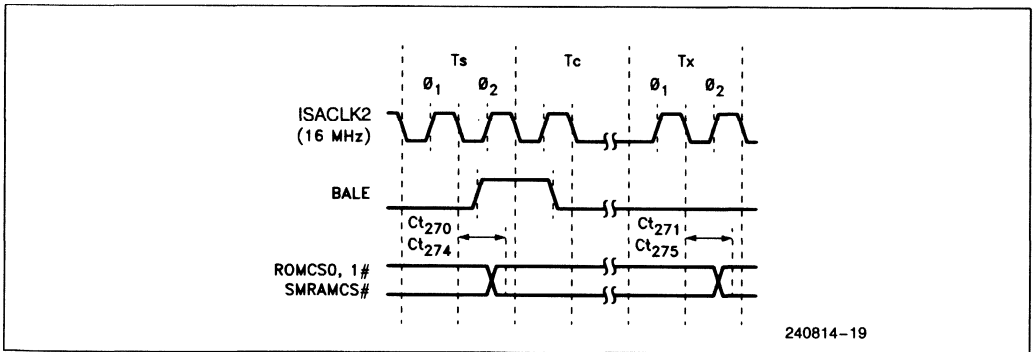 Ts Tc Tx
Ø1 Ø2 Ø1 Ø2
ISACLK2
(16 MHz)
BALE
Ct270 Ct271
Ct274 Ct275
ROMCS0, 1#
SMRAMCS#
240814-19